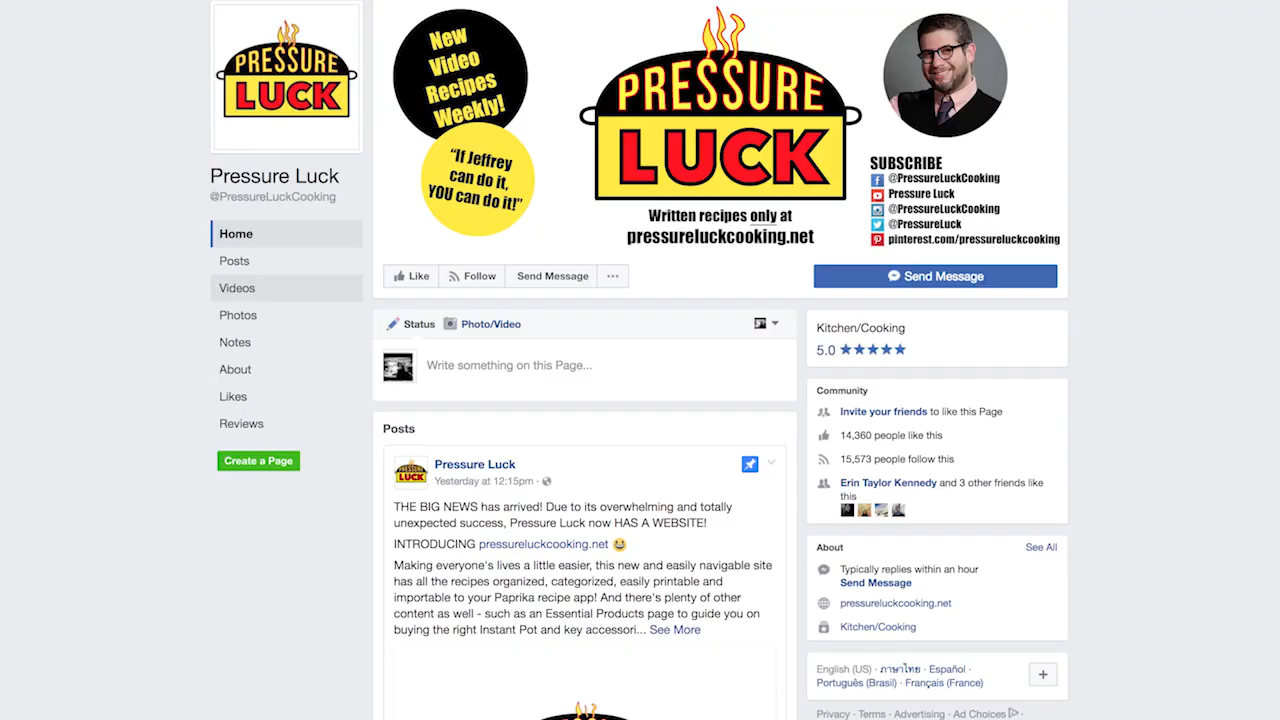 PRESSURE
LUCK
Pressure Luck
@PressureLuckCooking
Home
Posts
Videos
Photos
Notes
About
Likes
Reviews
Create a Page
New
Video
Recipes
Weekly!
"If Jeffrey
can do it,
YOU can do it!"
PRESSURE
LUCK
Written recipes only at
pressureluckcooking.net
SUBSCRIBE
@PressureLuckCooking
Pressure Luck
@PressureLuckCooking
@PressureLuck
pinterest.com/pressureluckcooking
Like
Follow
Send Message
...
Send Message
Status
Photo/Video
Write something on this Page...
Posts
PRESSURE
LUCK
Pressure Luck
Yesterday at 12:15pm ·
THE BIG NEWS has arrived! Due to its overwhelming and totally
unexpected success, Pressure Luck now HAS A WEBSITE!
INTRODUCING pressureluckcooking.net
Making everyone's lives a little easier, this new and easily navigable site
has all the recipes organized, categorized, easily printable and
importable to your Paprika recipe app! And there's plenty of other
content as well - such as an Essential Products page to guide you on
buying the right Instant Pot and key accessori... See More
Kitchen/Cooking
5.0 ★★★★★
Community
Invite your friends to like this Page
14,360 people like this
15,573 people follow this
Erin Taylor Kennedy and 3 other friends like
this
About
See All
Typically replies within an hour
Send Message
pressureluckcooking.net
Kitchen/Cooking
English (US) · ภาษาไทย · Español ·
Português (Brasil) · Français (France)
+
Privacy · Terms · Advertising · Ad Choices ·